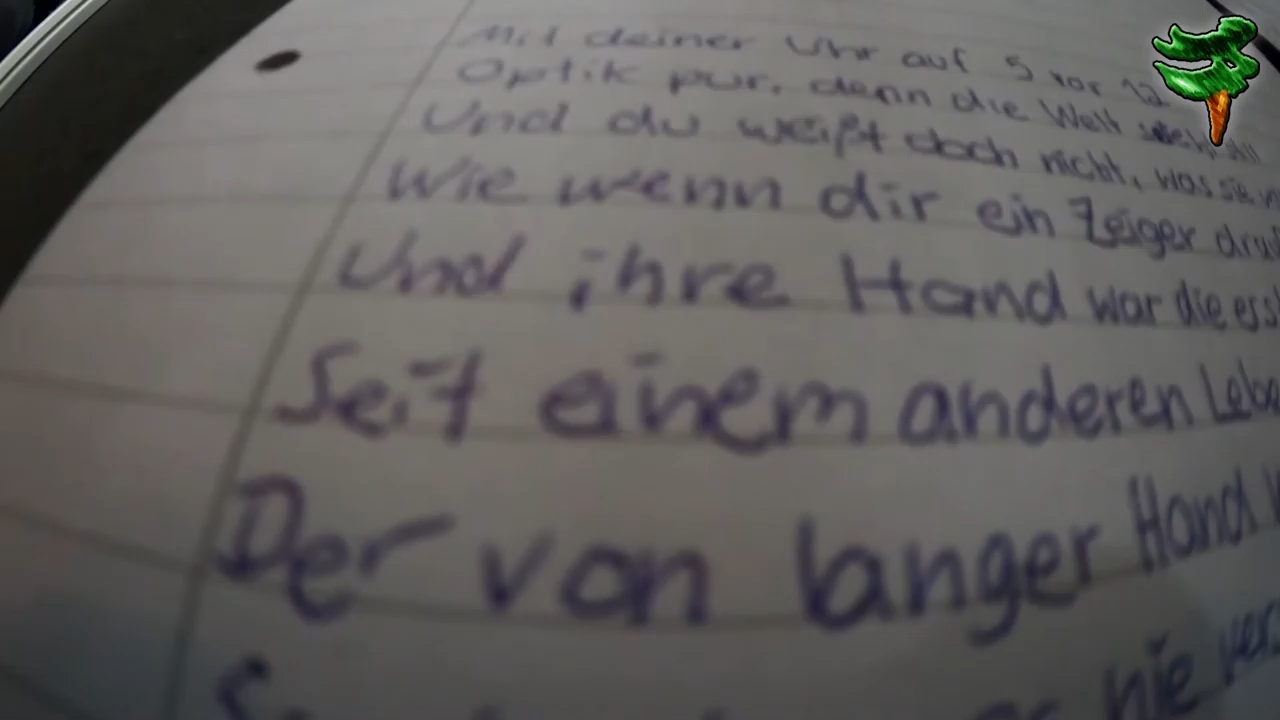 Mit deiner Uhr auf 5 vor 12
Optik pur, denn die Welt
Und du weißt doch nicht, was sie
Wie wenn dir ein Zeiger
Und ihre Hand war die
Seit einem anderen
Der von langer Hand
nie